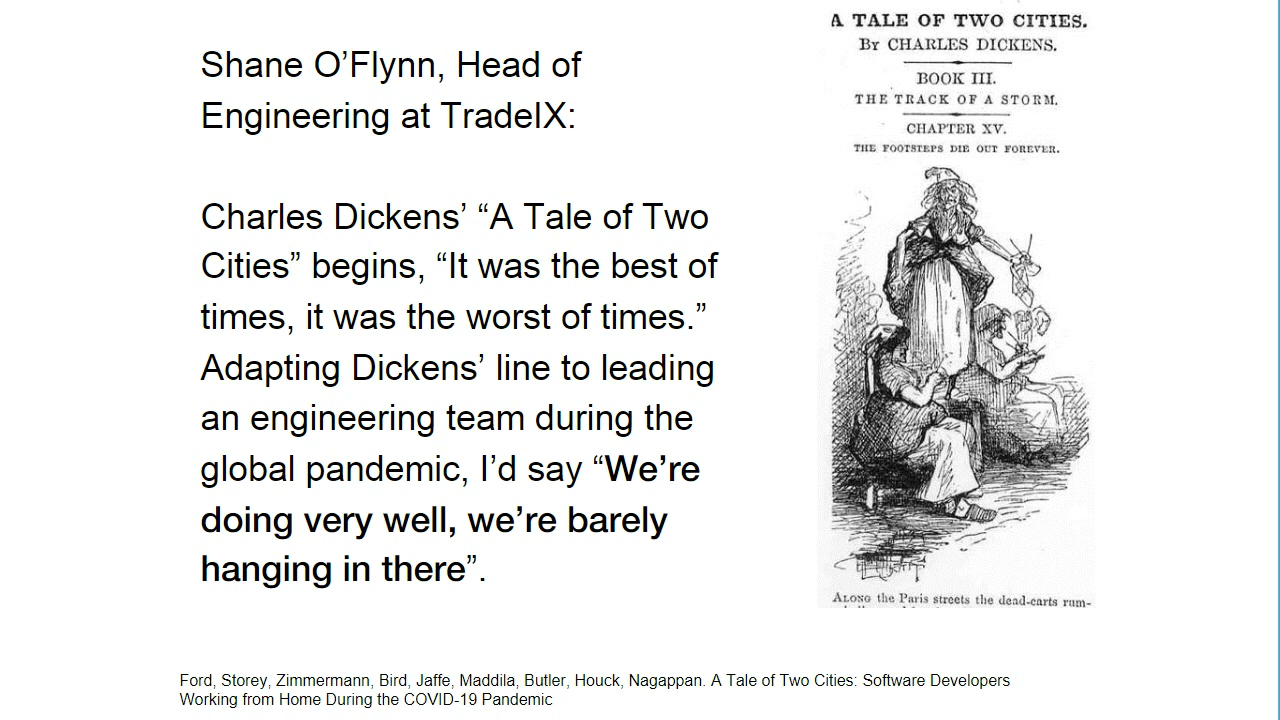 Shane O’Flynn, Head of
Engineering at TradeIX:
Charles Dickens’ “A Tale of Two
Cities” begins, “It was the best of
times, it was the worst of times.”
Adapting Dickens’ line to leading
an engineering team during the
global pandemic, I’d say “We’re
doing very well, we’re barely
hanging in there”.
A TALE OF TWO CITIES.
By CHARLES DICKENS.
BOOK III.
THE TRACK OF A STORM.
CHAPTER XV.
THE FOOTSTEPS DIE OUT FOREVER.
ALONG the Paris streets the dead-carts rum-
Ford, Storey, Zimmermann, Bird, Jaffe, Maddila, Butler, Houck, Nagappan. A Tale of Two Cities: Software Developers
Working from Home During the COVID-19 Pandemic